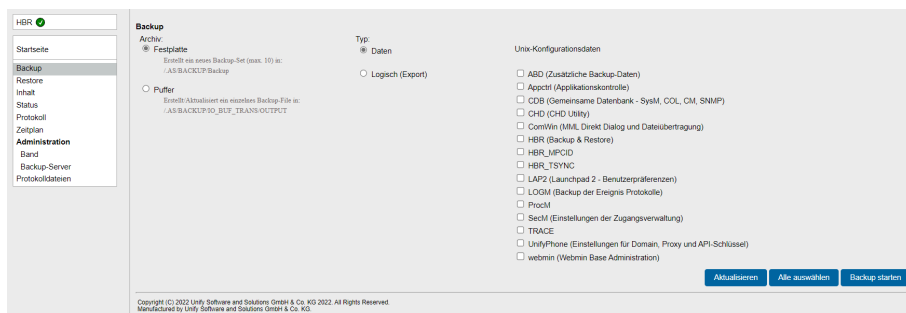 HBR
Startseite
Backup
Restore
Inhalt
Status
Protokoll
Zeitplan
Administration
Band
Backup-Server
Protokolldateien
Backup
Archiv:
Festplatte
Erstellt ein neues Backup-Set (max. 10) in:
/.AS/BACKUP/Backup
Puffer
Erstellt/Aktualisiert ein einzelnes Backup-File in:
/.AS/BACKUP/IO_BUF_TRANS/OUTPUT
Typ:
Daten
Logisch (Export)
Unix-Konfigurationsdaten
ABD (Zusätzliche Backup-Daten)
Appctrl (Applikationskontrolle)
CDB (Gemeinsame Datenbank - SysM, COL, CM, SNMP)
CHD (CHD Utility)
ComWin (MML Direkt Dialog und Dateiübertragung)
HBR (Backup & Restore)
HBR_MPCID
HBR_TSYNC
LAP2 (Launchpad 2 - Benutzerpräferenzen)
LOGM (Backup der Ereignis Protokolle)
ProcM
SecM (Einstellungen der Zugangsverwaltung)
TRACE
UnifyPhone (Einstellungen für Domain, Proxy und API-Schlüssel)
webmin (Webmin Base Administration)
Aktualisieren Alle auswählen Backup starten
Copyright (C) 2022 Unify Software and Solutions GmbH & Co. KG 2022. All Rights Reserved.
Manufactured by Unify Software and Solutions GmbH & Co. KG.